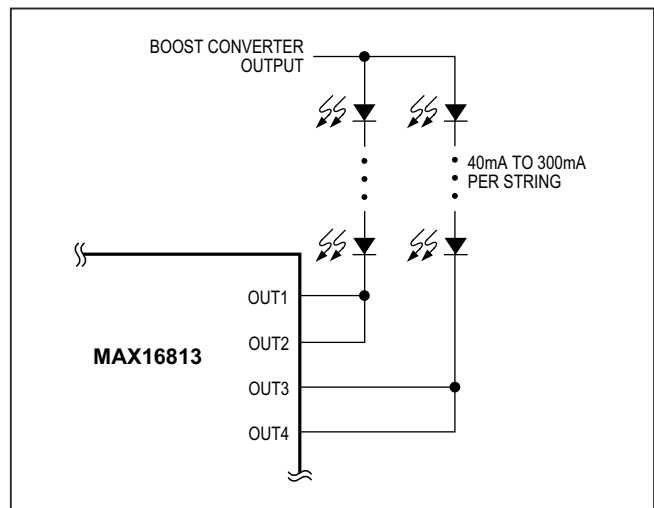 BOOST CONVERTER
OUTPUT
40mA TO 300mA
PER STRING
OUT1
OUT2
MAX16813
OUT3
OUT4